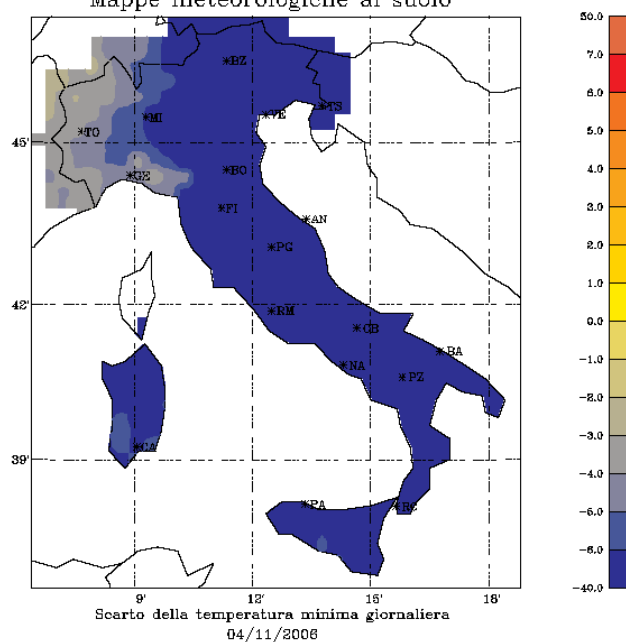 Mappe meteorologiche al suolo
50.0
7.0
6.0
5.0
4.0
3.0
2.0
1.0
0.0
-1.0
-2.0
-3.0
-4.0
-5.0
-6.0
-40.0
BZ
TS
VE
MI
TO
45'
GE
BO
FI
AN
PG
42'
RM
CB
BA
NA
PZ
CA
39'
PA
RC
9' 12' 15' 18'
Scarto della temperatura minima giornaliera
04/11/2006